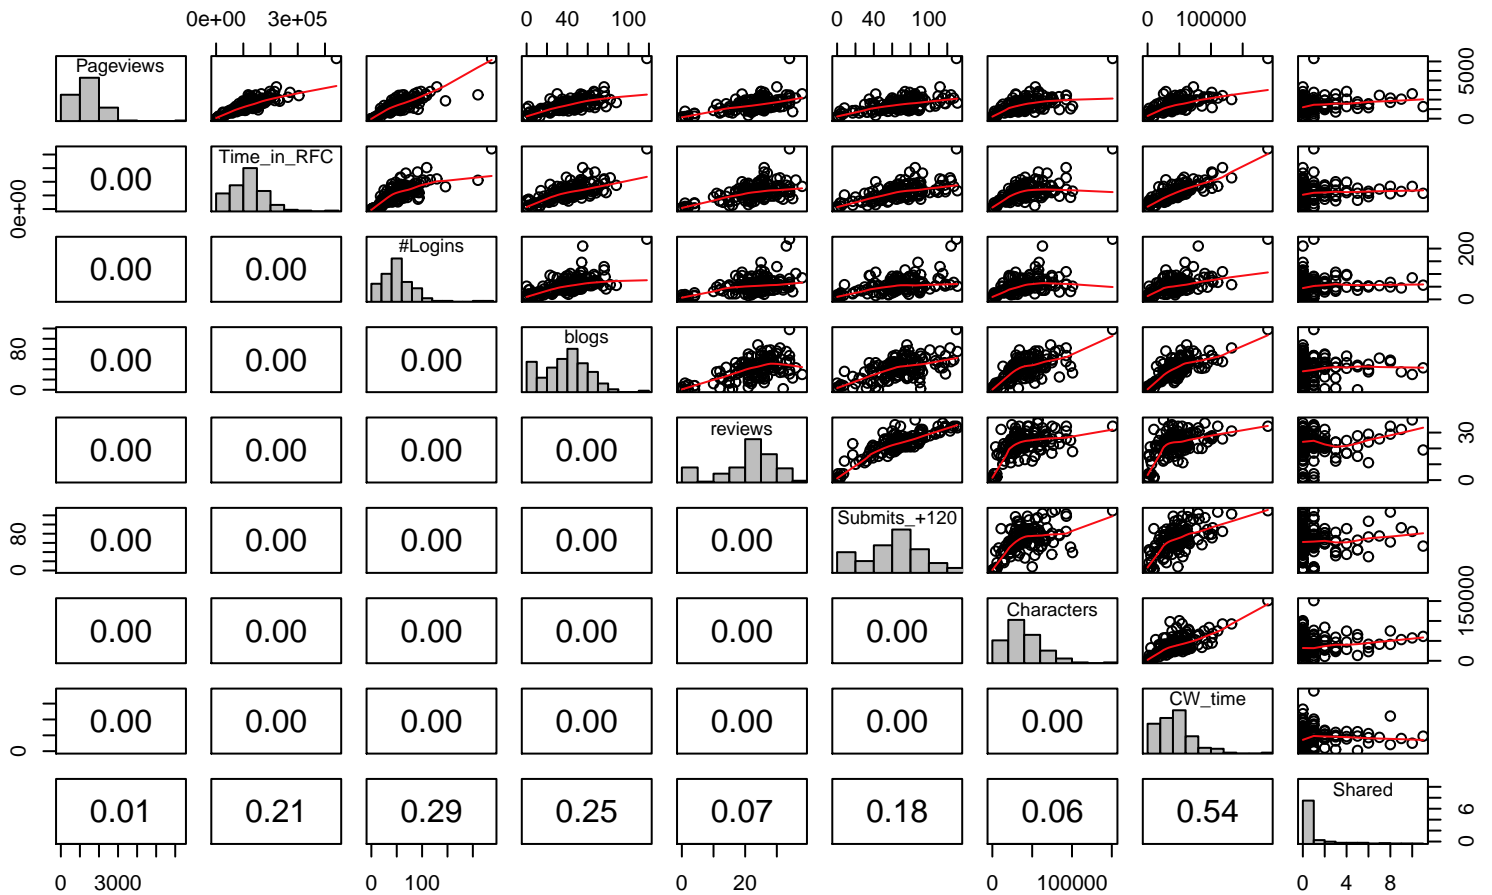 0e+00 3e+05 0 40 100 0 40 100 0 100000
Pageviews 0 5000
0e+00 0.00 Time_in_RFC
0.00 0.00 #Logins 0 200
0 80 0.00 0.00 0.00 blogs
0.00 0.00 0.00 0.00 reviews 0 30
0 80 0.00 0.00 0.00 0.00 0.00 Submits_+120
0.00 0.00 0.00 0.00 0.00 0.00 Characters 0 150000
0 0.00 0.00 0.00 0.00 0.00 0.00 0.00 CW_time
0.01 0.21 0.29 0.25 0.07 0.18 0.06 0.54 Shared 0 6
0 3000 0 100 0 20 0 100000 0 4 8